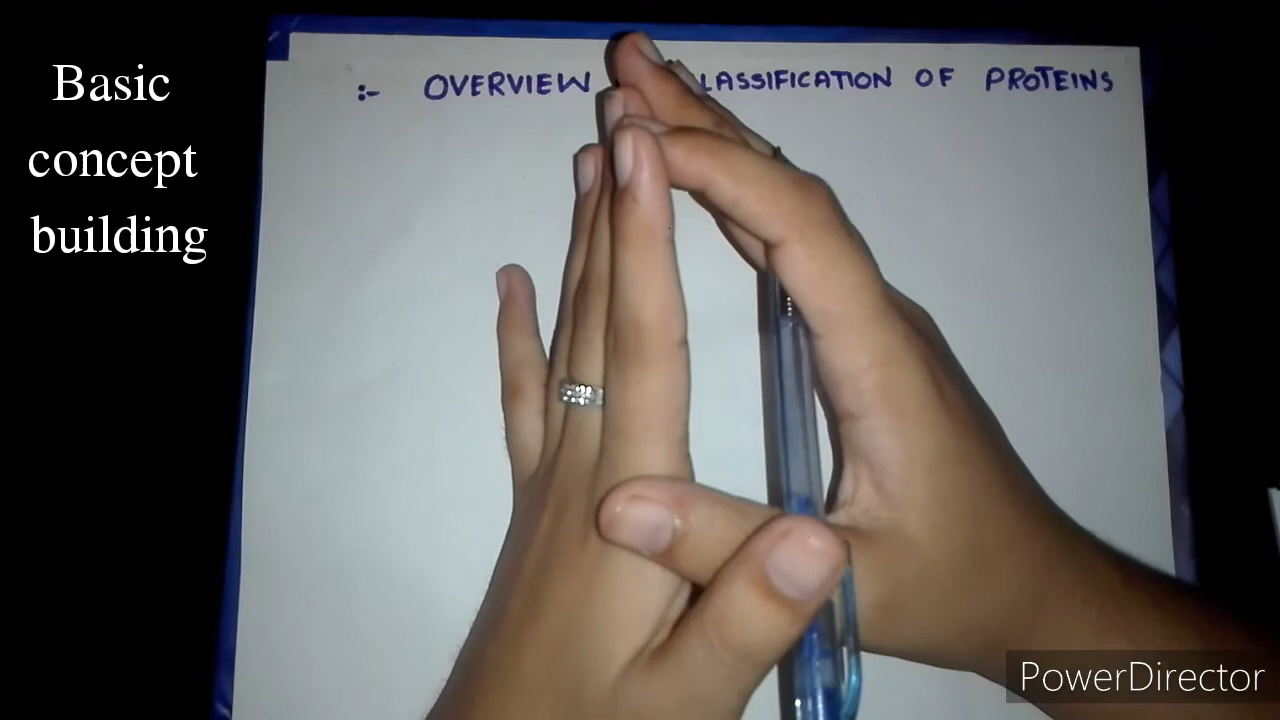 Basic
concept
building
:- OVERVIEW LASSIFICATION OF PROTEINS
PowerDirector